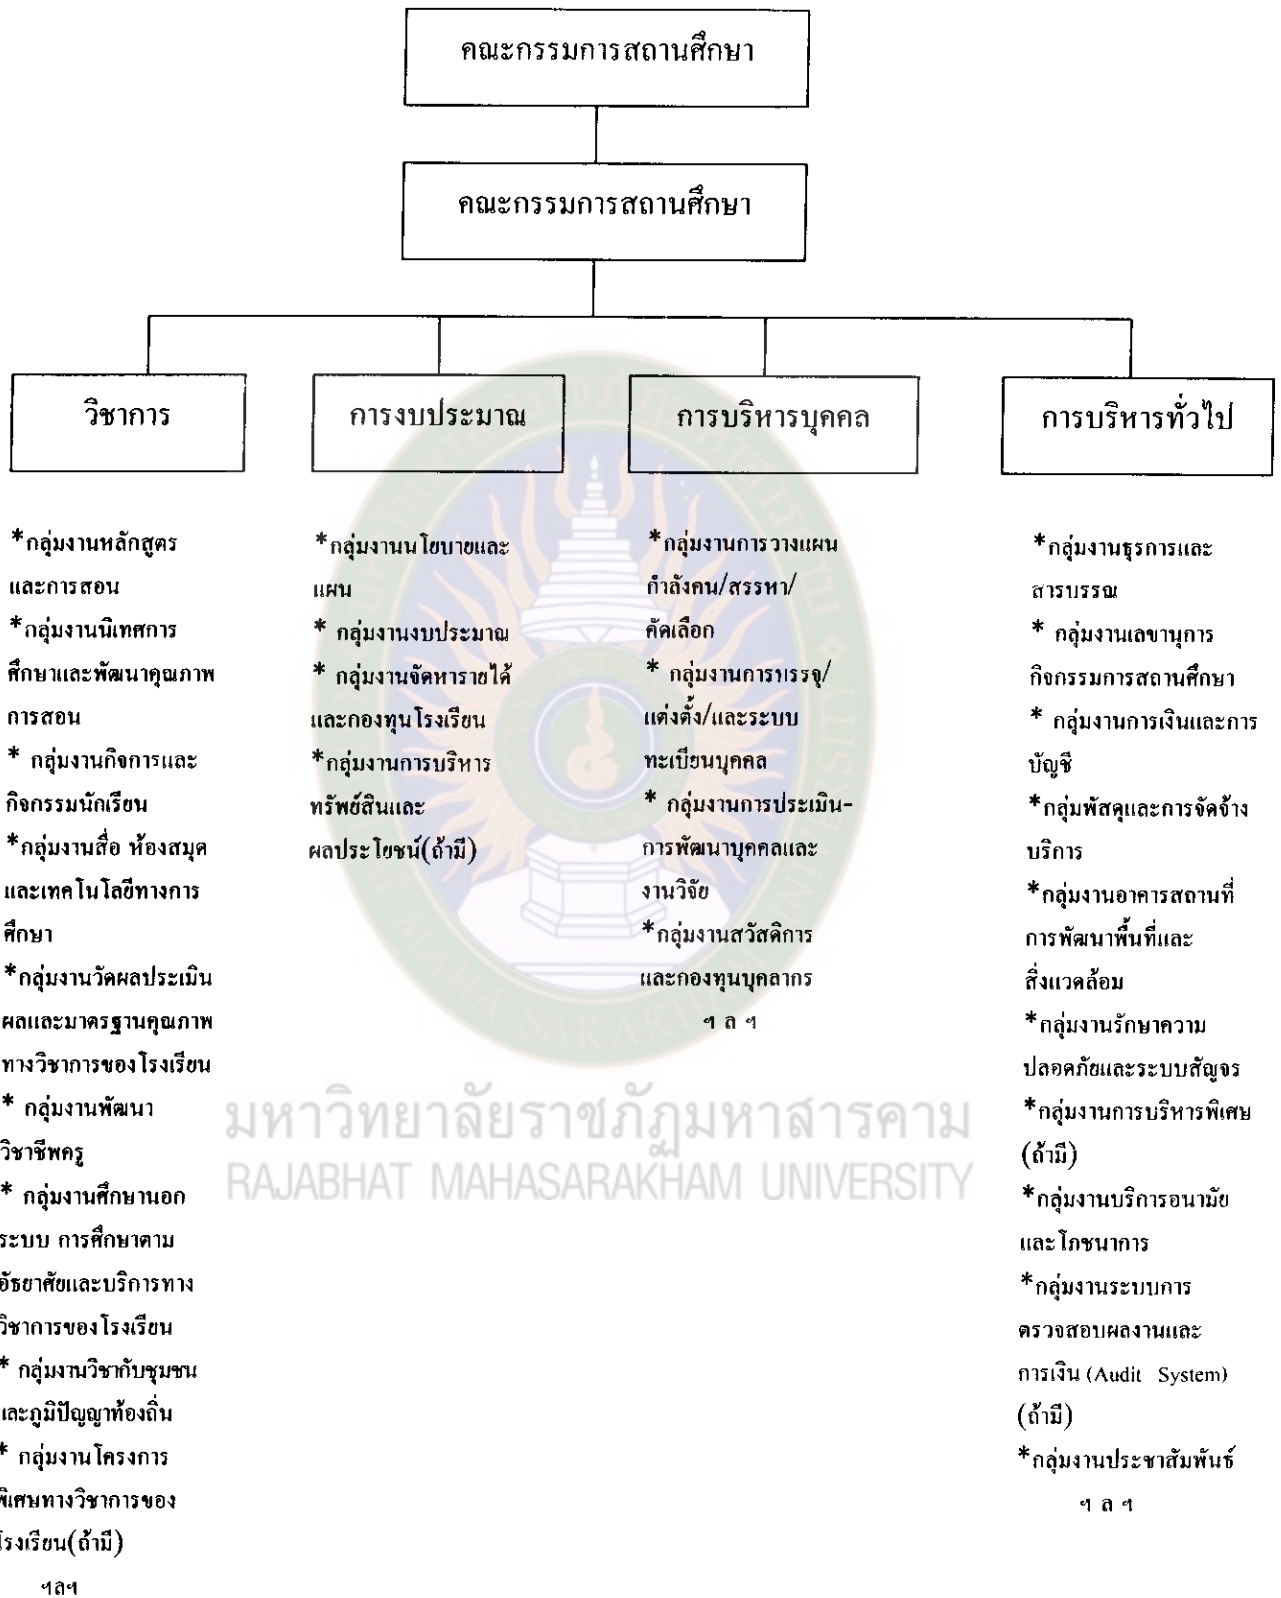 คณะกรรมการสถานศึกษา
คณะกรรมการสถานศึกษา
วิชาการ
*กลุ่มงานหลักสูตร
และการสอน
*กลุ่มงานนิเทศการ
ศึกษาและพัฒนาคุณภาพ
การสอน
* กลุ่มงานกิจการและ
กิจกรรมนักเรียน
*กลุ่มงานสื่อ ห้องสมุด
และเทคโนโลยีทางการ
ศึกษา
*กลุ่มงานวัดผลประเมิน
ผลและมาตรฐานคุณภาพ
ทางวิชาการของโรงเรียน
* กลุ่มงานพัฒนา
วิชาชีพครู
* กลุ่มงานศึกษานอก
ระบบ การศึกษาตาม
อัธยาศัยและบริการทาง
วิชาการของโรงเรียน
* กลุ่มงานวิชากับชุมชน
และภูมิปัญญาท้องถิ่น
* กลุ่มงานโครงการ
พิเศษทางวิชาการของ
โรงเรียน(ถ้ามี)
ฯลฯ
การงบประมาณ
*กลุ่มงานนโยบายและ
แผน
* กลุ่มงานงบประมาณ
* กลุ่มงานจัดหารายได้
และกองทุนโรงเรียน
*กลุ่มงานการบริหาร
ทรัพย์สินและ
ผลประโยชน์(ถ้ามี)
การบริหารบุคคล
*กลุ่มงานการวางแผน
กำลังคน/สรรหา/
คัดเลือก
* กลุ่มงานการบรรจุ/
แต่งตั้ง/และระบบ
ทะเบียนบุคคล
* กลุ่มงานการประเมิน-
การพัฒนาบุคคลและ
งานวิจัย
*กลุ่มงานสวัสดิการ
และกองทุนบุคลากร
ฯ ล ฯ
การบริหารทั่วไป
*กลุ่มงานธุรการและ
สารบรรณ
* กลุ่มงานเลขานุการ
กิจกรรมการสถานศึกษา
* กลุ่มงานการเงินและการ
บัญชี
*กลุ่มพัสดุและการจัดจ้าง
บริการ
*กลุ่มงานอาคารสถานที่
การพัฒนาพื้นที่และ
สิ่งแวดล้อม
*กลุ่มงานรักษาความ
ปลอดภัยและระบบสัญจร
*กลุ่มงานการบริหารพิเศษ
(ถ้ามี)
*กลุ่มงานบริการอนามัย
และโภชนาการ
*กลุ่มงานระบบการ
ตรวจสอบผลงานและ
การเงิน (Audit System)
(ถ้ามี)
*กลุ่มงานประชาสัมพันธ์
ฯ ล ฯ
มหาวิทยาลัยราชภัฏมหาสารคาม
RAJABHAT MAHASARAKHAM UNIVERSITY